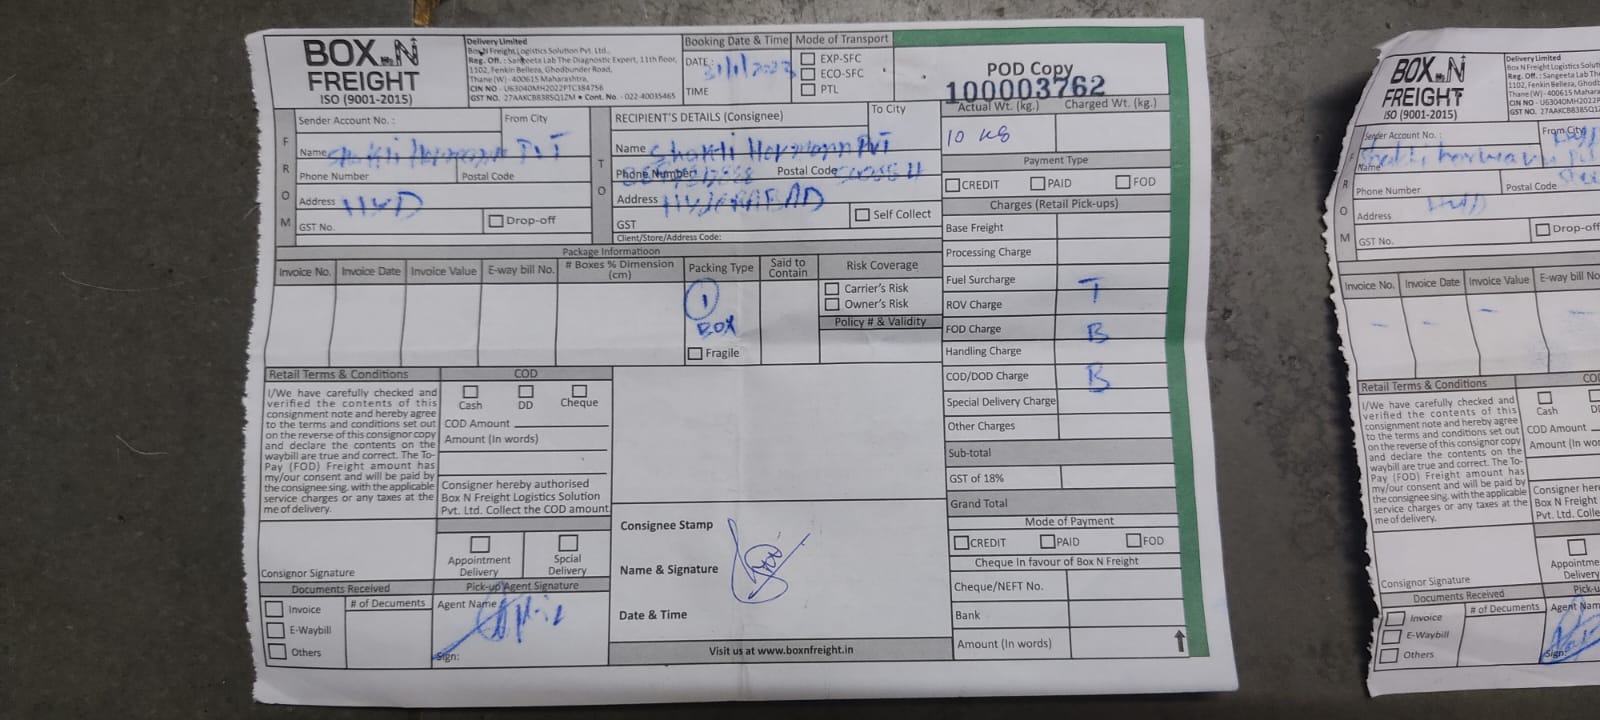 BOX N
FREIGHT
ISO (9001-2015)
Delivery Limited
Box N Freight Logistics Solution Pvt. Ltd.,
Reg. Off. : Sangeeta Lab The Diagnostic Expert, 11th floor,
1102, Fenkin Belleza, Ghodbunder Road,
Thane (W) - 400615 Maharashtra,
CIN NO - U63040MH2022PTC384756
GST NO. 27AAKCB8385Q1ZM • Cont. No. - 022-40035465
Booking Date & Time
DATE: 31/1/2023
TIME
Mode of Transport
EXP-SFC
ECO-SFC
PTL
POD Copy
100003762
FROM
Sender Account No. :
From City
Name Shakti Hormann PVT
Phone Number
Postal Code
Address HYD
GST No.
Drop-off
TO
RECIPIENT'S DETAILS (Consignee)
To City
Name Shakti Hormann PVT
Phone Number
Postal Code
Address HYDERABAD
GST
Self Collect
Client/Store/Address Code:
Actual Wt. (kg.)
Charged Wt. (kg.)
10 KG
Payment Type
CREDIT
PAID
FOD
Charges (Retail Pick-ups)
Base Freight
Processing Charge
Fuel Surcharge T
ROV Charge
FOD Charge B
Handling Charge
COD/DOD Charge B
Special Delivery Charge
Other Charges
Sub-total
GST of 18%
Grand Total
Mode of Payment
CREDIT
PAID
FOD
Cheque In favour of Box N Freight
Cheque/NEFT No.
Bank
Amount (In words)
Package Informatioon
Invoice No.
Invoice Date
Invoice Value
E-way bill No.
# Boxes % Dimension (cm)
Packing Type
Said to Contain
Risk Coverage
1
BOX
Fragile
Carrier's Risk
Owner's Risk
Policy # & Validity
Retail Terms & Conditions
I/We have carefully checked and
verified the contents of this
consignment note and hereby agree
to the terms and conditions set out
on the reverse of this consignor copy
and declare the contents on the
waybill are true and correct. The To-
Pay (FOD) Freight amount has
my/our consent and will be paid by
the consignee sing. with the applicable
service charges or any taxes at the
me of delivery.
Consignor Signature
COD
Cash
DD
Cheque
COD Amount
Amount (In words)
Consigner hereby authorised
Box N Freight Logistics Solution
Pvt. Ltd. Collect the COD amount
Appointment Delivery
Spcial Delivery
Documents Received
Invoice
E-Waybill
Others
# of Decuments
Pick-up Agent Signature
Agent Name
Sign:
Consignee Stamp
Name & Signature
Date & Time
Visit us at www.boxnfreight.in
BOX N
FREIGHT
ISO (9001-2015)
Delivery Limited
Box N Freight Logistics Solut
Reg. Off. : Sangeeta Lab The
1102, Fenkin Belleza, Ghodb
Thane (W) - 400615 Mahara
CIN NO - U63040MH2022PT
GST NO. 27AAKCB8385Q1
FROM
Sender Account No. :
From City
Name
Phone Number
Postal Code
Address HYD
GST No.
Drop-off
Invoice No.
Invoice Date
Invoice Value
E-way bill No
Retail Terms & Conditions
I/We have carefully checked and
verified the contents of this
consignment note and hereby agree
to the terms and conditions set out
on the reverse of this consignor copy
and declare the contents on the
waybill are true and correct. The To-
Pay (FOD) Freight amount has
my/our consent and will be paid by
the consignee sing. with the applicable
service charges or any taxes at the
me of delivery.
Consignor Signature
Cash
COD Amount
Amount (In wor
Consigner her
Box N Freight
Pvt. Ltd. Colle
Appointme
Delivery
Documents Received
Invoice
E-Waybill
Others
# of Decuments
Pick-u
Agent Nam
Sign: